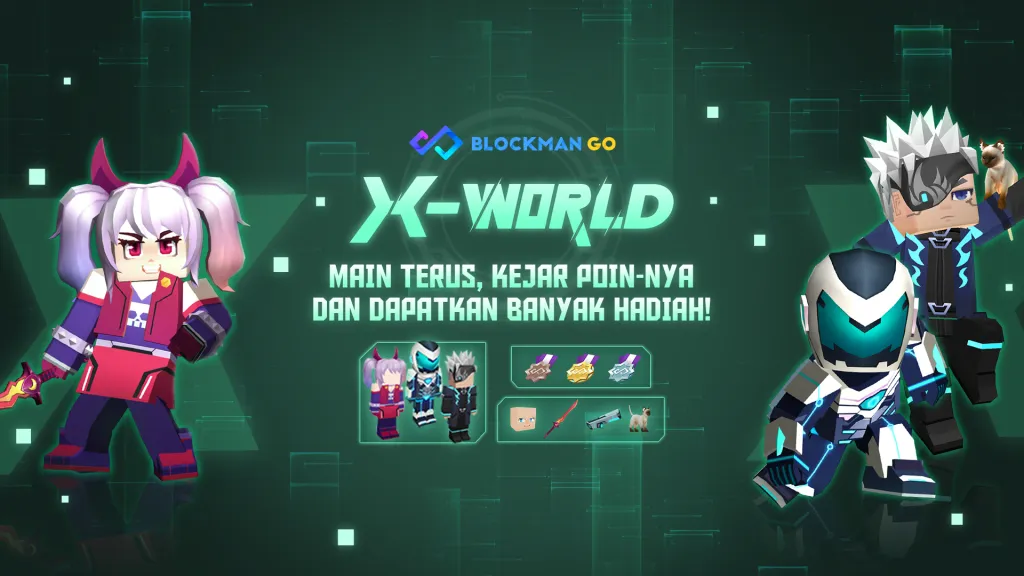 BLOCKMAN GO
X-WORLD
MAIN TERUS, KEJAR POIN-NYA
DAN DAPATKAN BANYAK HADIAH!